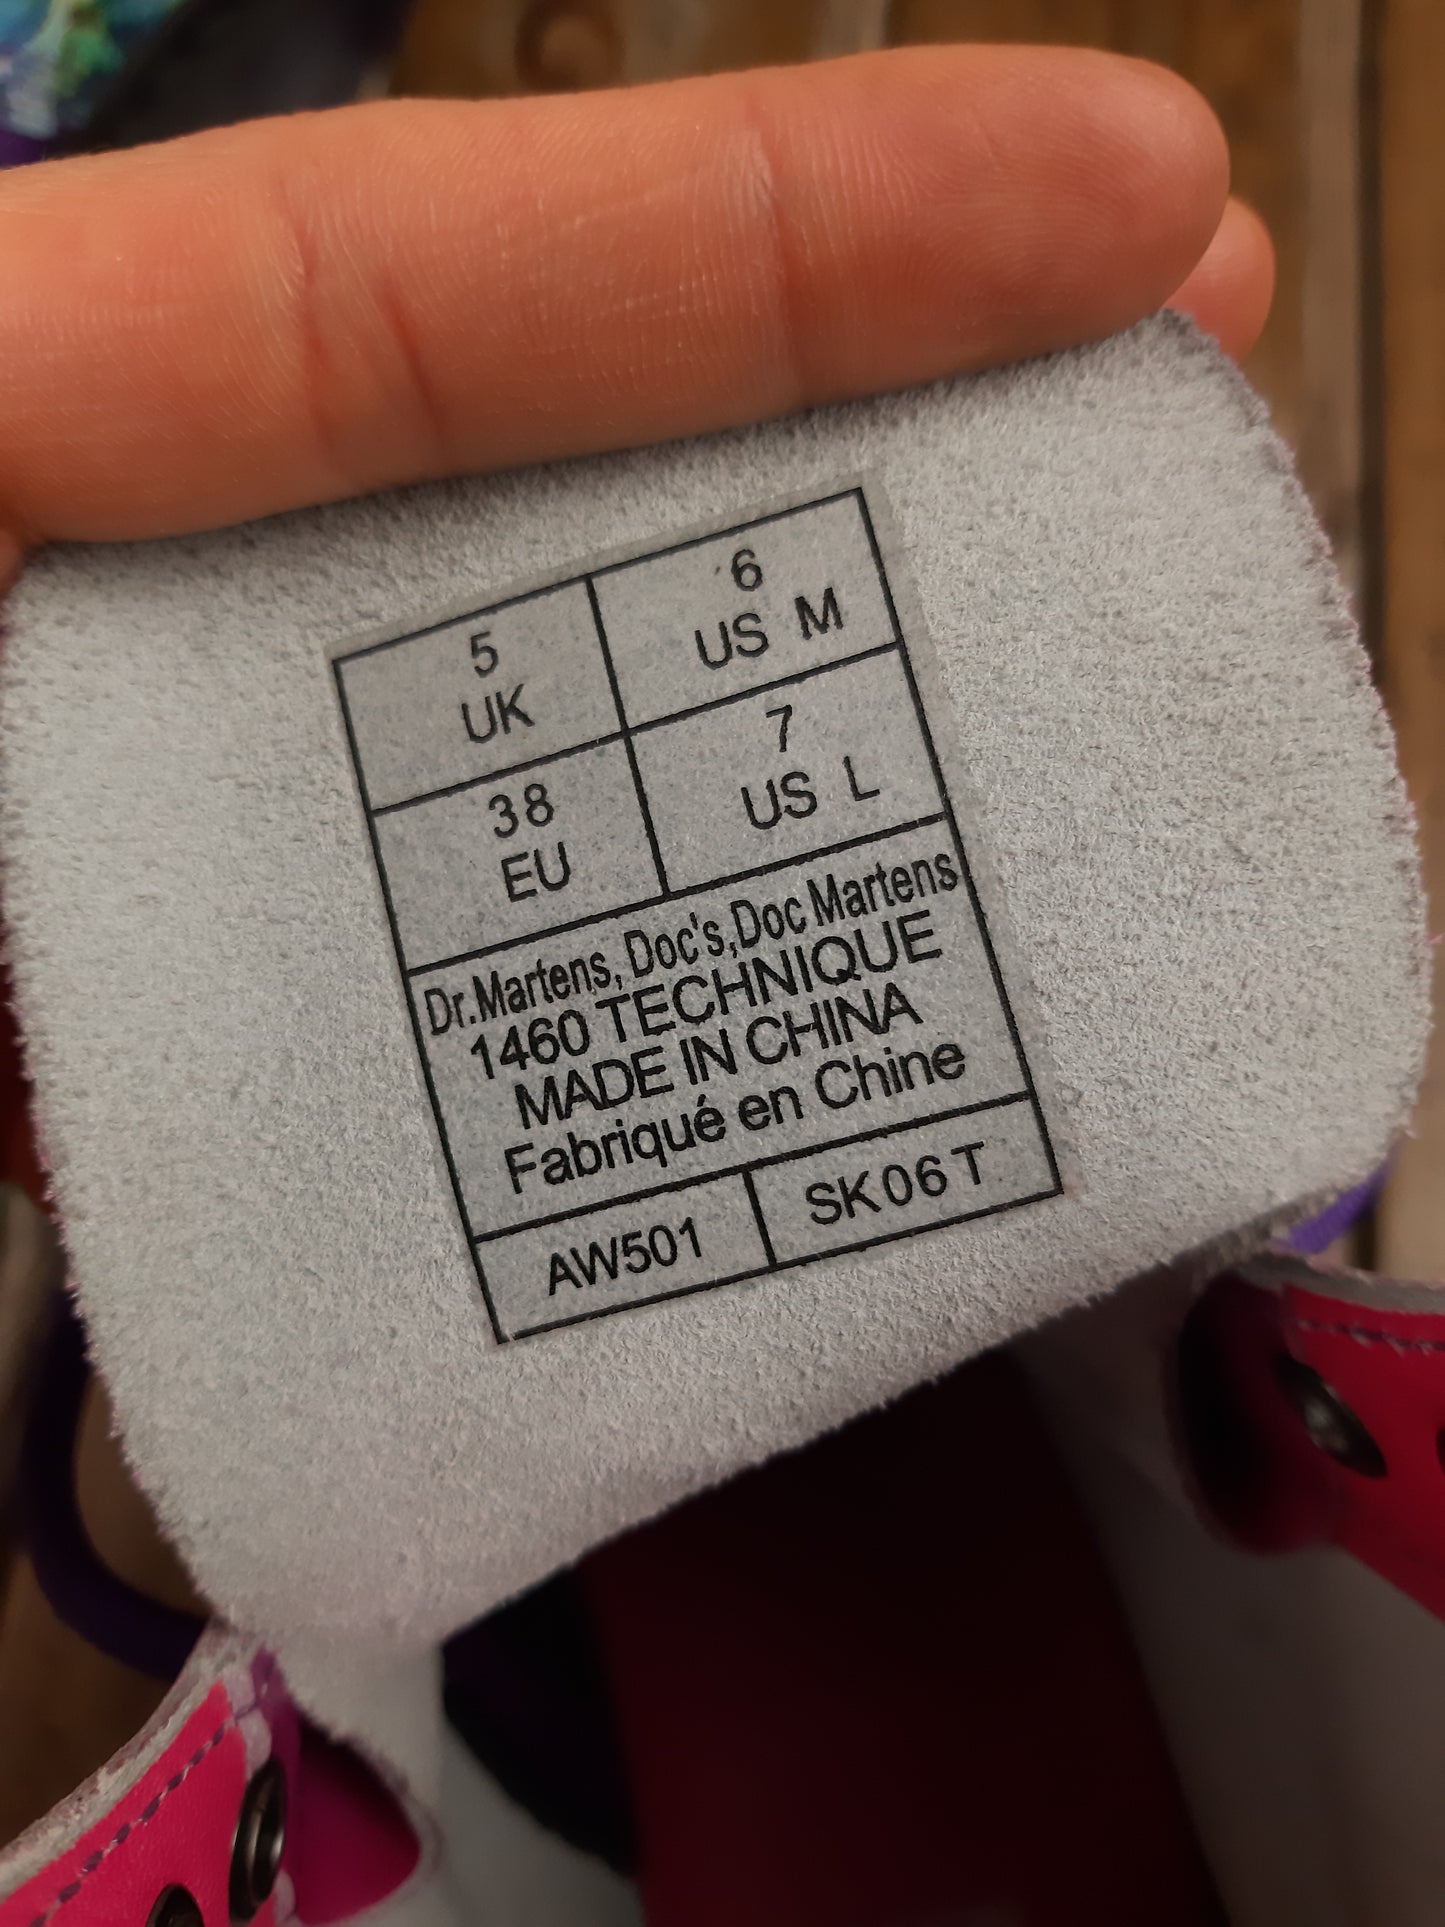 5
UK
6
US M
38
EU
7
US L
Dr.Martens, Doc's,Doc Martens
1460 TECHNIQUE
MADE IN CHINA
Fabriqué en Chine
AW501
SK06 T